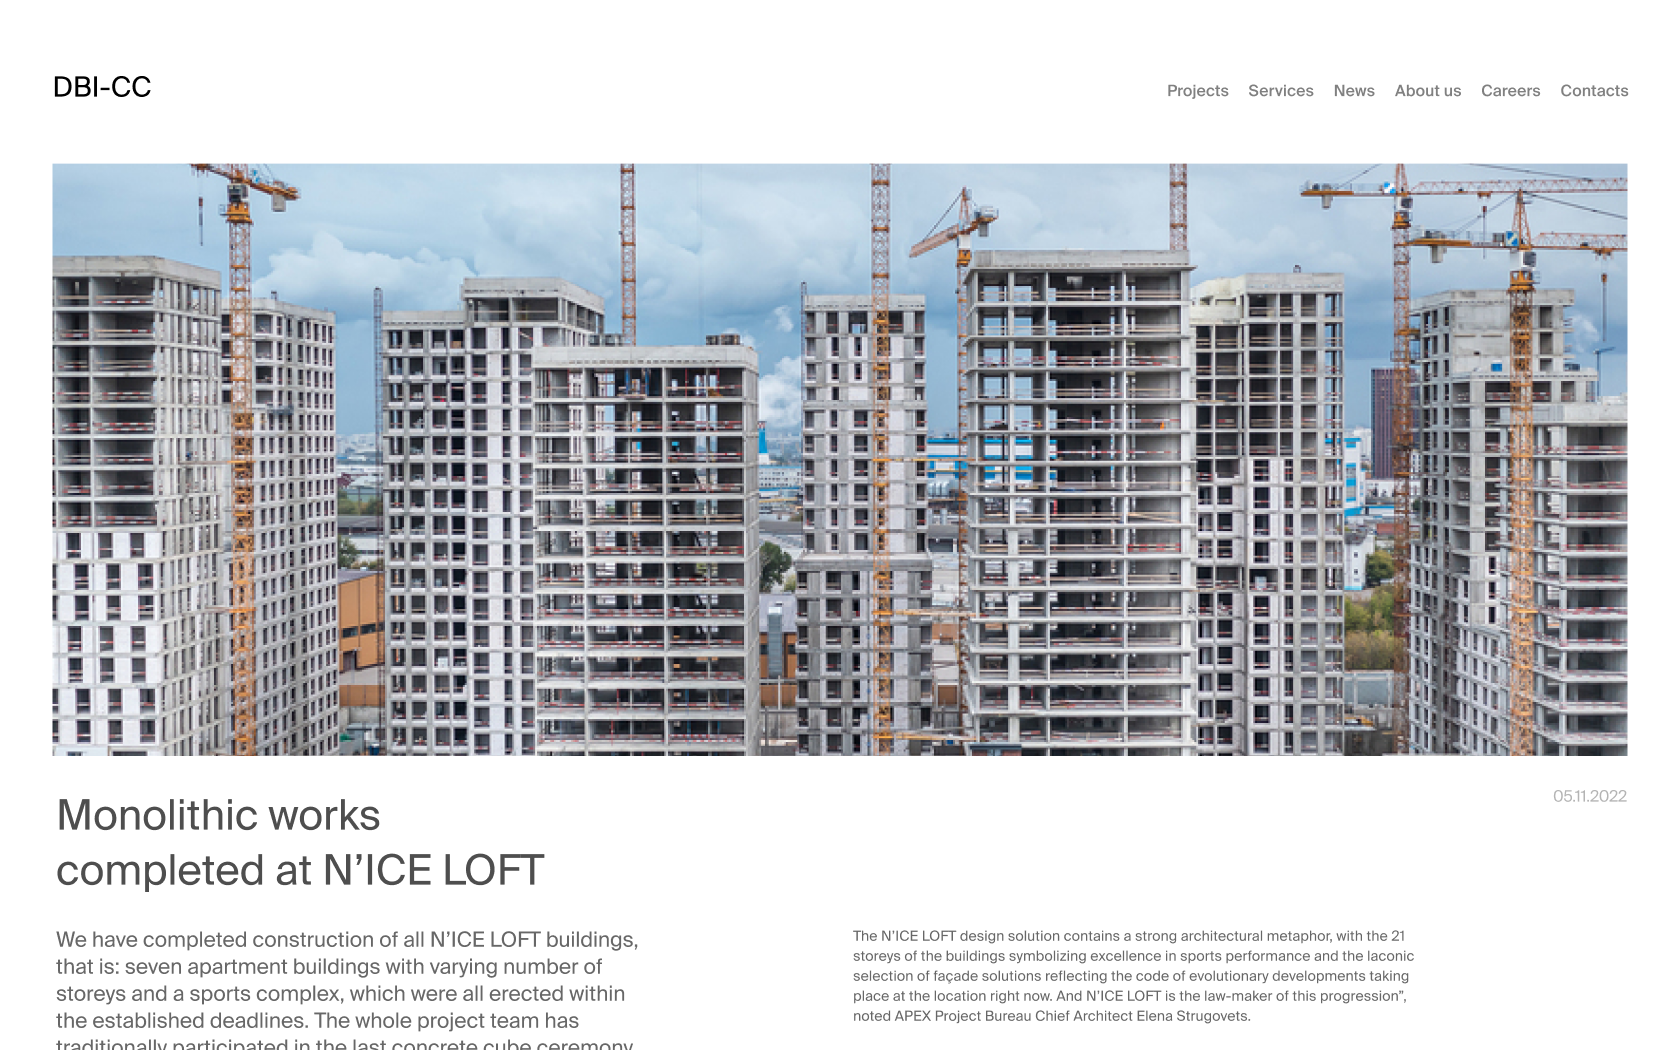 DBI-CC
Projects Services News About us Careers Contacts
05.11.2022
Monolithic works
completed at N’ICE LOFT
We have completed construction of all N’ICE LOFT buildings,
that is: seven apartment buildings with varying number of
storeys and a sports complex, which were all erected within
the established deadlines. The whole project team has
traditionally participated in the last concrete cube ceremony
The N’ICE LOFT design solution contains a strong architectural metaphor, with the 21
storeys of the buildings symbolizing excellence in sports performance and the laconic
selection of façade solutions reflecting the code of evolutionary developments taking
place at the location right now. And N’ICE LOFT is the law-maker of this progression”,
noted APEX Project Bureau Chief Architect Elena Strugovets.